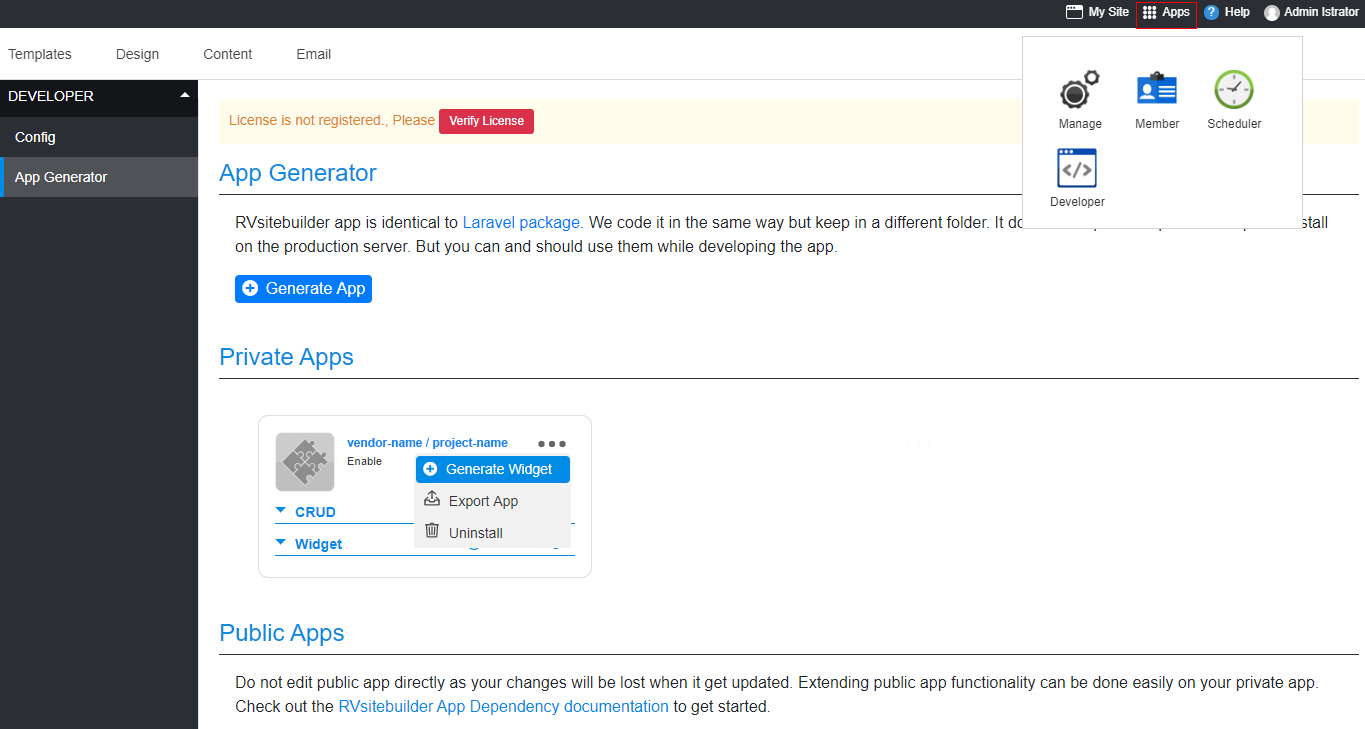 My Site Apps ? Help Admin Istrator
Templates Design Content Email
DEVELOPER
Config
App Generator
Manage Member Scheduler
Developer
License is not registered., Please Verify License
App Generator
RVsitebuilder app is identical to Laravel package. We code it in the same way but keep in a different folder. It
on the production server. But you can and should use them while developing the app.
Generate App
Private Apps
vendor-name / project-name
Enable
Generate Widget
Export App
Uninstall
CRUD
Widget
Public Apps
Do not edit public app directly as your changes will be lost when it get updated. Extending public app functionality can be done easily on your private app.
Check out the RVsitebuilder App Dependency documentation to get started.